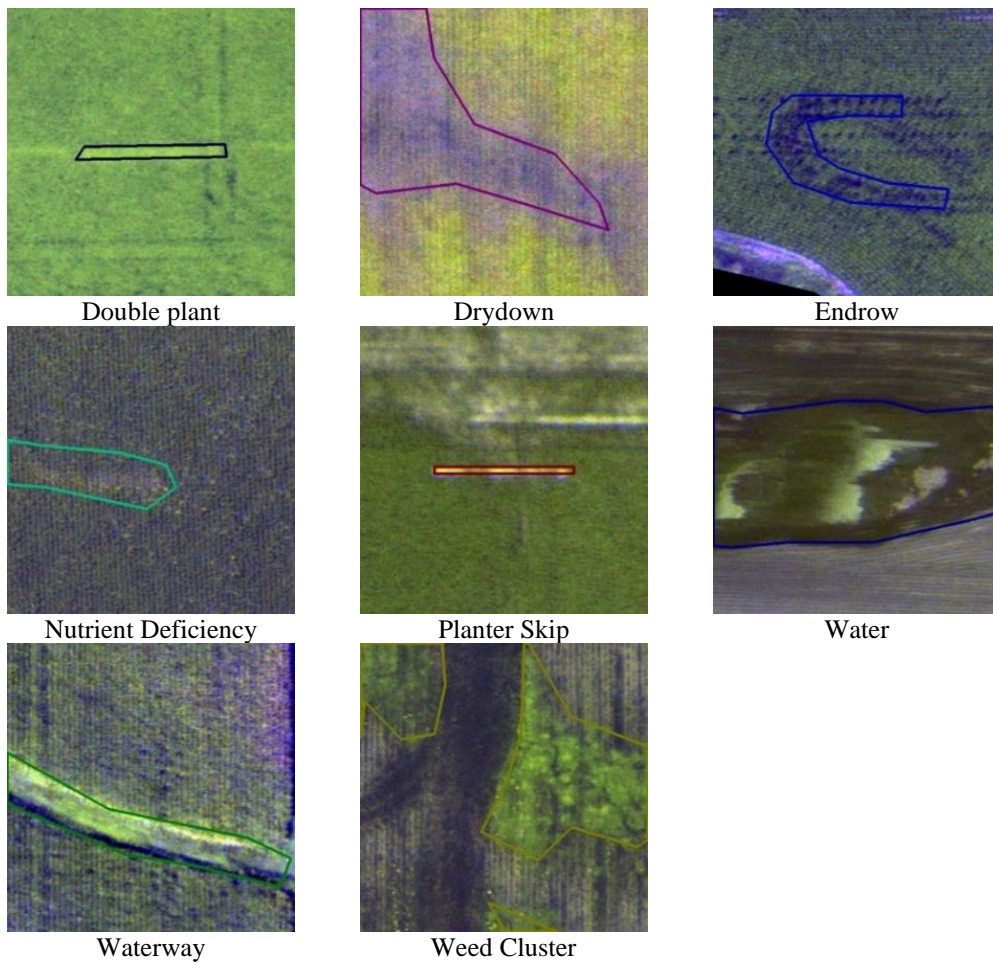 Double plant
Drydown
Endrow
Nutrient Deficiency
Planter Skip
Water
Waterway
Weed Cluster